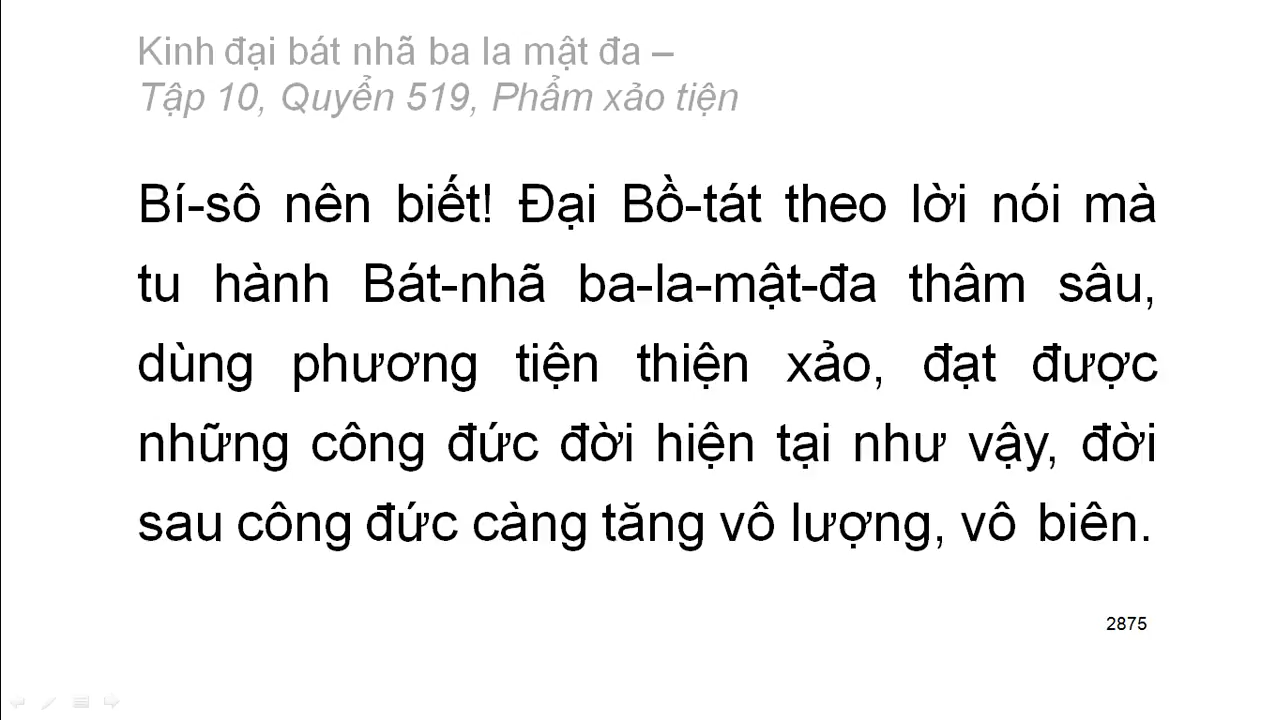 Kinh đại bát nhã ba la mật đa –
Tập 10, Quyển 519, Phẩm xảo tiện
Bí-sô nên biết! Đại Bồ-tát theo lời nói mà
tu hành Bát-nhã ba-la-mật-đa thâm sâu,
dùng phương tiện thiện xảo, đạt được
những công đức đời hiện tại như vậy, đời
sau công đức càng tăng vô lượng, vô biên.
2875